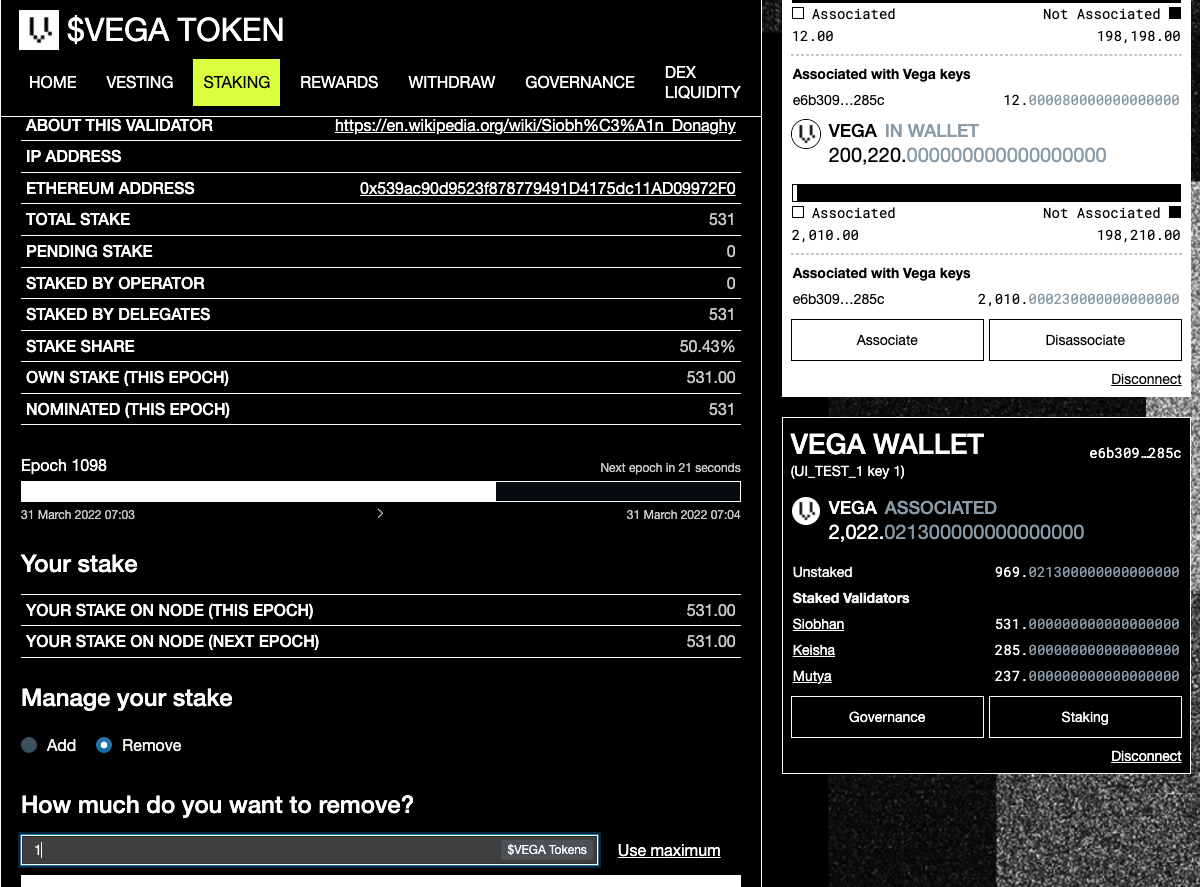 $VEGA TOKEN
HOME VESTING STAKING REWARDS WITHDRAW GOVERNANCE DEX LIQUIDITY
ABOUT THIS VALIDATOR https://en.wikipedia.org/wiki/Siobh%C3%A1n_Donaghy
IP ADDRESS
ETHEREUM ADDRESS 0x539ac90d9523f878779491D4175dc11AD09972F0
TOTAL STAKE 531
PENDING STAKE 0
STAKED BY OPERATOR 0
STAKED BY DELEGATES 531
STAKE SHARE 50.43%
OWN STAKE (THIS EPOCH) 531.00
NOMINATED (THIS EPOCH) 531
Epoch 1098 Next epoch in 21 seconds
31 March 2022 07:03 31 March 2022 07:04
Your stake
YOUR STAKE ON NODE (THIS EPOCH) 531.00
YOUR STAKE ON NODE (NEXT EPOCH) 531.00
Manage your stake
Add Remove
How much do you want to remove?
1 $VEGA Tokens Use maximum
Associated Not Associated
12.00 198,198.00
Associated with Vega keys
e6b309…285c 12.000080000000000000
VEGA IN WALLET
200,220.000000000000000000
Associated Not Associated
2,010.00 198,210.00
Associated with Vega keys
e6b309…285c 2,010.000230000000000000
Associate Disassociate
Disconnect
VEGA WALLET e6b309…285c
(UI_TEST_1 key 1)
VEGA ASSOCIATED
2,022.021300000000000000
Unstaked 969.021300000000000000
Staked Validators
Siobhan 531.000000000000000000
Keisha 285.000000000000000000
Mutya 237.000000000000000000
Governance Staking
Disconnect